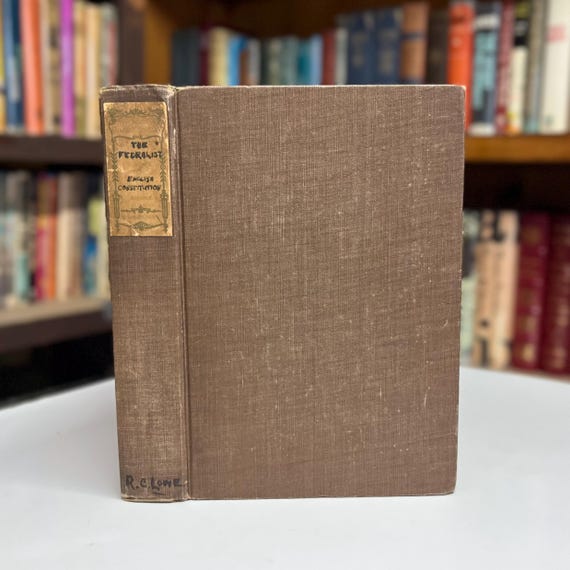 THE
FEDERALIST
ENGLISH
CONSTITUTION
R. C. LOWE